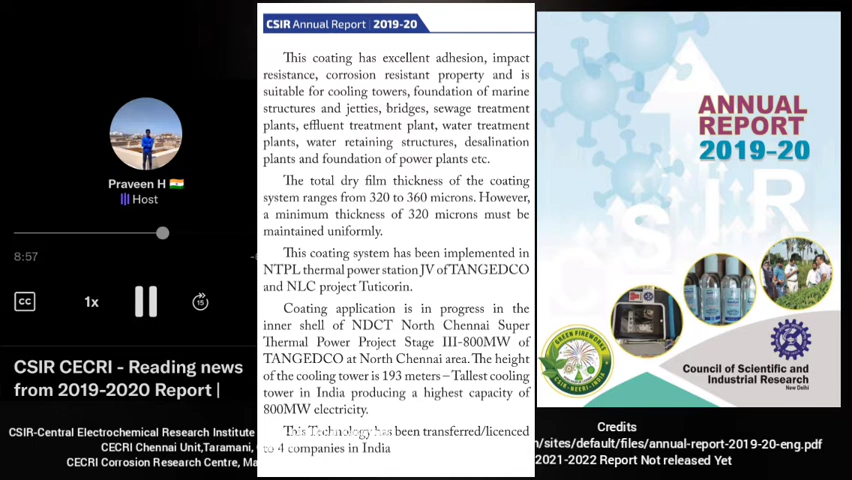 Praveen H 🇮🇳
Host
8:57
CC
1x
15
CSIR CECRI - Reading news
from 2019-2020 Report |
CSIR-Central Electrochemical Research Institute
CECRI Chennai Unit,Taramani,
CECRI Corrosion Research Centre, Ma
CSIR Annual Report | 2019-20
This coating has excellent adhesion, impact
resistance, corrosion resistant property and is
suitable for cooling towers, foundation of marine
structures and jetties, bridges, sewage treatment
plants, effluent treatment plant, water treatment
plants, water retaining structures, desalination
plants and foundation of power plants etc.
The total dry film thickness of the coating
system ranges from 320 to 360 microns. However,
a minimum thickness of 320 microns must be
maintained uniformly.
This coating system has been implemented in
NTPL thermal power station JV of TANGEDCO
and NLC project Tuticorin.
Coating application is in progress in the
inner shell of NDCT North Chennai Super
Thermal Power Project Stage III-800MW of
TANGEDCO at North Chennai area. The height
of the cooling tower is 193 meters – Tallest cooling
tower in India producing a highest capacity of
800MW electricity.
This Technology has been transferred/licenced
to 4 companies in India
ANNUAL
REPORT
2019-20
CSIR
GREEN FIREWORKS
CSIR-NEERI-INDIA
Council of Scientific and
Industrial Research
New Delhi
Credits
n/sites/default/files/annual-report-2019-20-eng.pdf
2021-2022 Report Not released Yet